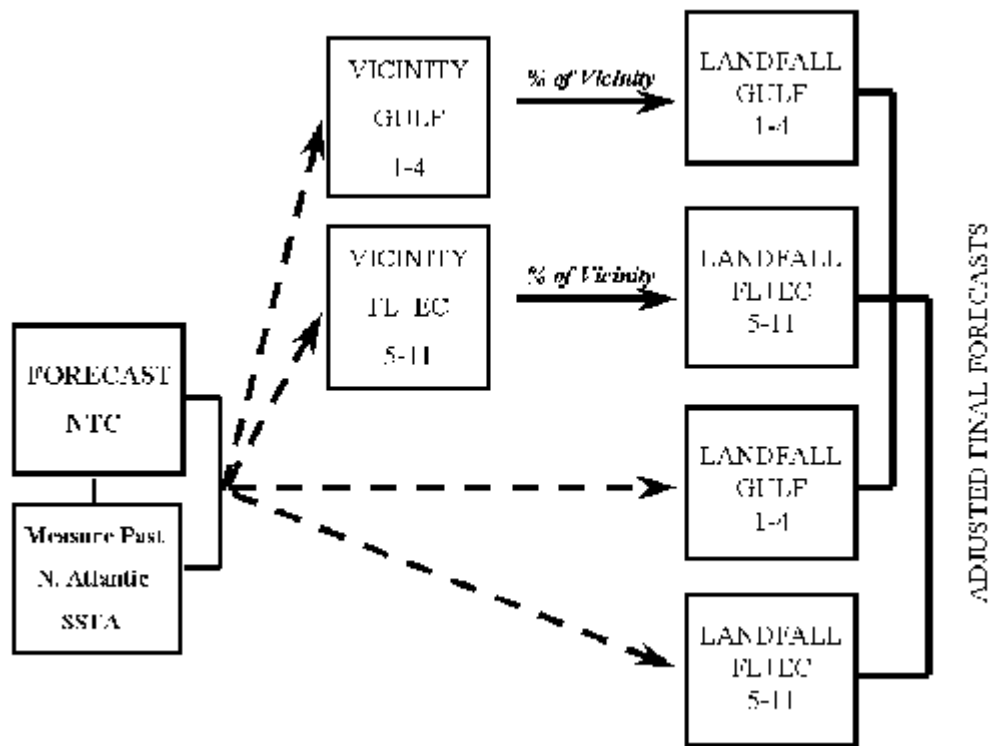 VICINITY
GULF
1-4
% of Vicinity
LANDFALL
GULF
1-4
VICINITY
FL+EC
5-11
% of Vicinity
LANDFALL
FL+EC
5-11
FORECAST
NTC
Measure Past
N. Atlantic
SSTA
LANDFALL
GULF
1-4
LANDFALL
FL+EC
5-11
ADJUSTED FINAL FORECASTS